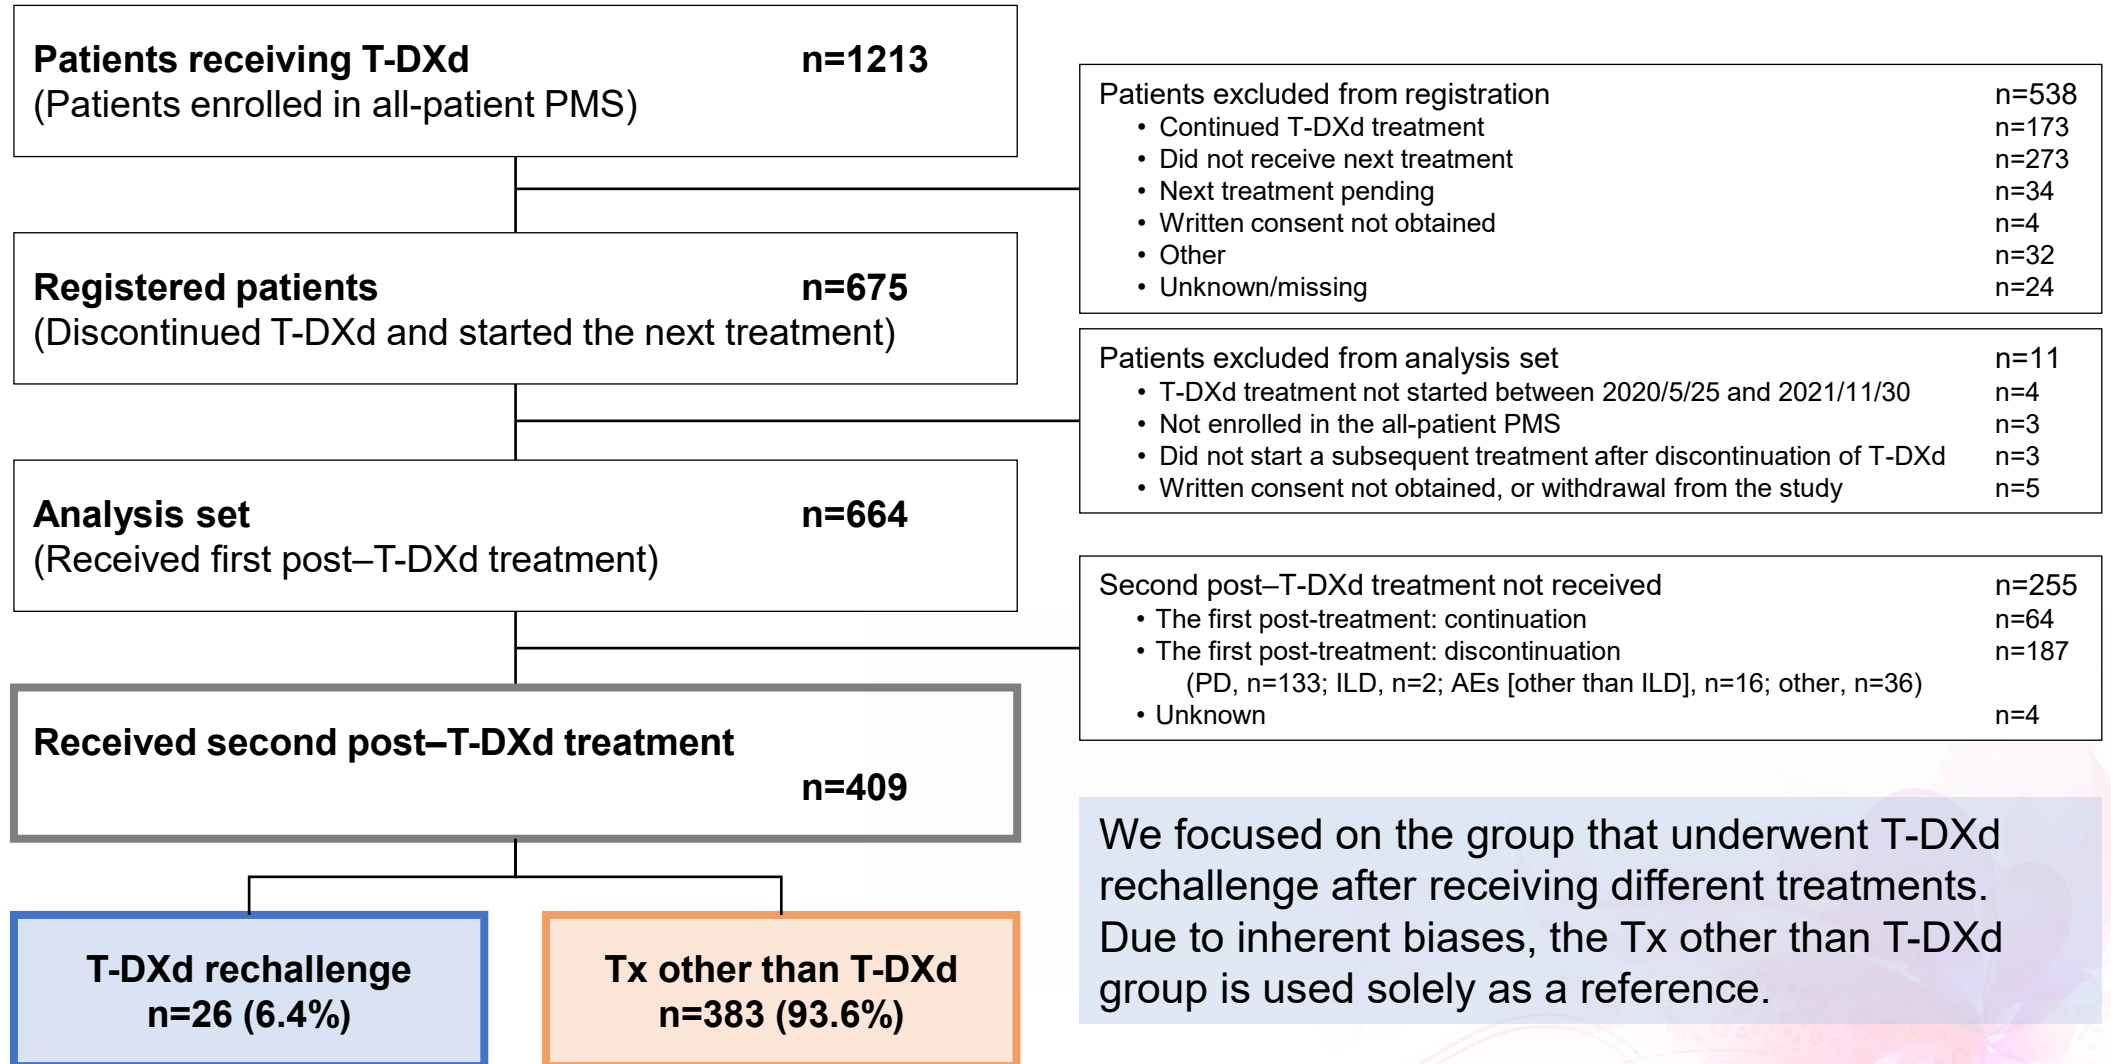 Patients receiving T-DXd n=1213
(Patients enrolled in all-patient PMS)
Patients excluded from registration n=538
• Continued T-DXd treatment n=173
• Did not receive next treatment n=273
• Next treatment pending n=34
• Written consent not obtained n=4
• Other n=32
• Unknown/missing n=24
Registered patients n=675
(Discontinued T-DXd and started the next treatment)
Patients excluded from analysis set n=11
• T-DXd treatment not started between 2020/5/25 and 2021/11/30 n=4
• Not enrolled in the all-patient PMS n=3
• Did not start a subsequent treatment after discontinuation of T-DXd n=3
• Written consent not obtained, or withdrawal from the study n=5
Analysis set n=664
(Received first post–T-DXd treatment)
Second post–T-DXd treatment not received n=255
• The first post-treatment: continuation n=64
• The first post-treatment: discontinuation n=187
(PD, n=133; ILD, n=2; AEs [other than ILD], n=16; other, n=36)
• Unknown n=4
Received second post–T-DXd treatment
n=409
T-DXd rechallenge
n=26 (6.4%)
Tx other than T-DXd
n=383 (93.6%)
We focused on the group that underwent T-DXd
rechallenge after receiving different treatments.
Due to inherent biases, the Tx other than T-DXd
group is used solely as a reference.